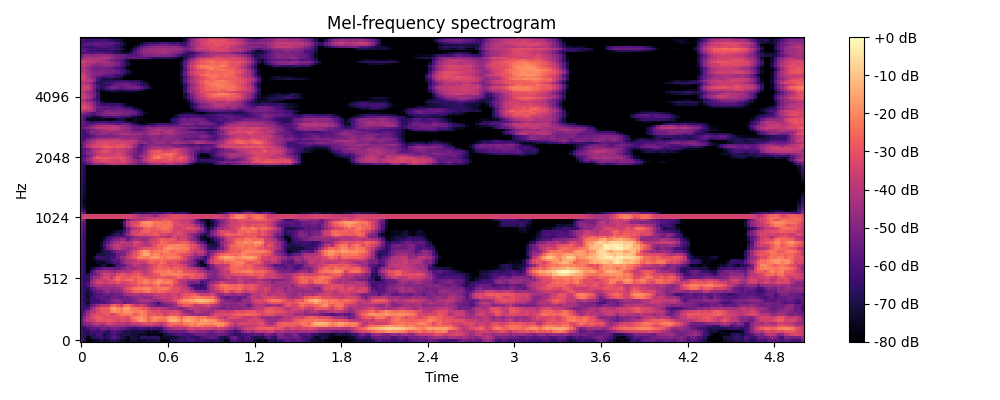 Mel-frequency spectrogram
Hz
4096
2048
1024
512
0
0 0.6 1.2 1.8 2.4 3 3.6 4.2 4.8
Time
+0 dB
-10 dB
-20 dB
-30 dB
-40 dB
-50 dB
-60 dB
-70 dB
-80 dB